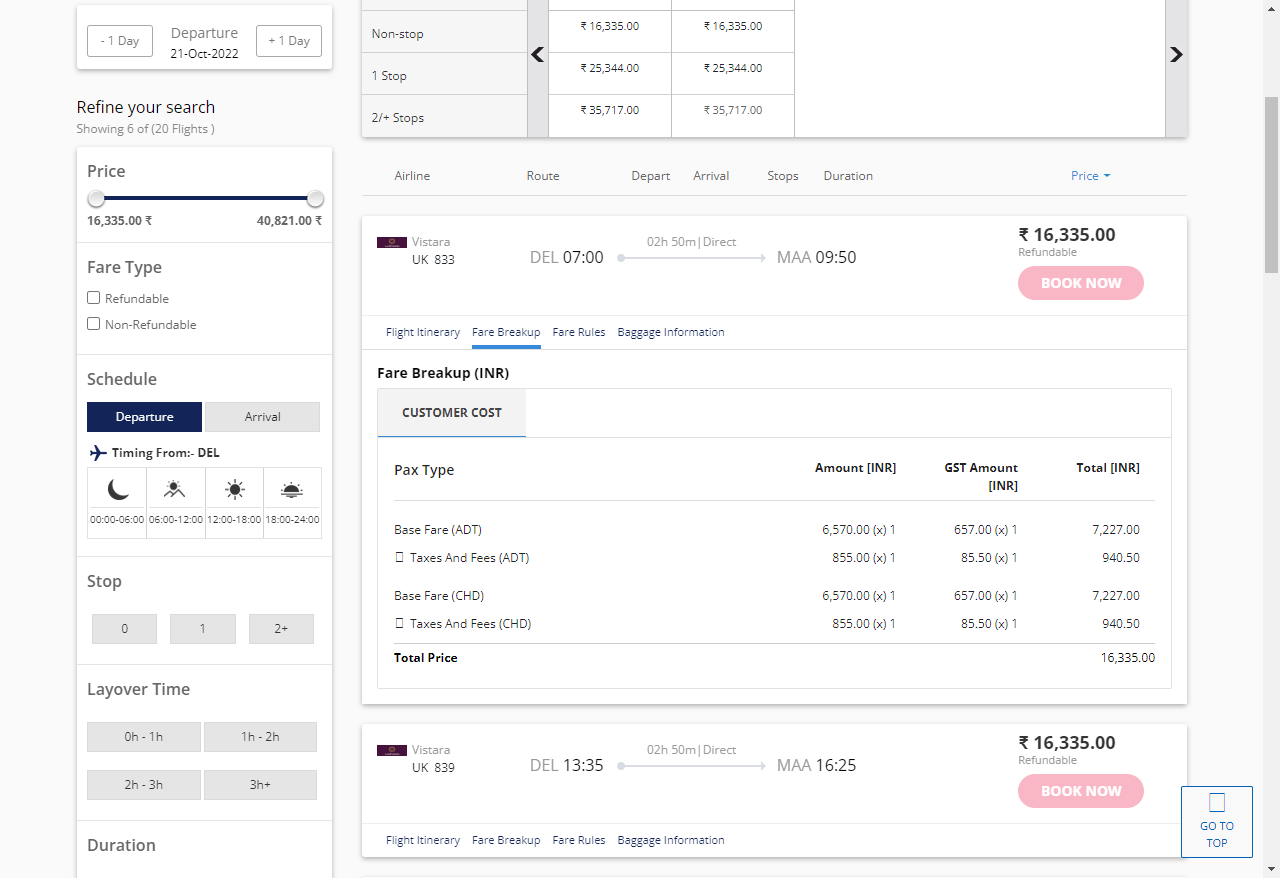 - 1 Day
Departure
21-Oct-2022
+ 1 Day
Refine your search
Showing 6 of (20 Flights )
Price
16,335.00 ₹ 40,821.00 ₹
Fare Type
Refundable
Non-Refundable
Schedule
Departure Arrival
Timing From:- DEL
00:00-06:00 06:00-12:00 12:00-18:00 18:00-24:00
Stop
0 1 2+
Layover Time
0h - 1h 1h - 2h
2h - 3h 3h+
Duration
Non-stop ₹ 16,335.00 ₹ 16,335.00
1 Stop ₹ 25,344.00 ₹ 25,344.00
2/+ Stops ₹ 35,717.00 ₹ 35,717.00
Airline Route Depart Arrival Stops Duration Price
Vistara
UK 833
DEL 07:00
02h 50m|Direct
MAA 09:50
₹ 16,335.00
Refundable
BOOK NOW
Flight Itinerary Fare Breakup Fare Rules Baggage Information
Fare Breakup (INR)
CUSTOMER COST
Pax Type Amount [INR] GST Amount [INR] Total [INR]
Base Fare (ADT) 6,570.00 (x) 1 657.00 (x) 1 7,227.00
Taxes And Fees (ADT) 855.00 (x) 1 85.50 (x) 1 940.50
Base Fare (CHD) 6,570.00 (x) 1 657.00 (x) 1 7,227.00
Taxes And Fees (CHD) 855.00 (x) 1 85.50 (x) 1 940.50
Total Price 16,335.00
Vistara
UK 839
DEL 13:35
02h 50m|Direct
MAA 16:25
₹ 16,335.00
Refundable
BOOK NOW
Flight Itinerary Fare Breakup Fare Rules Baggage Information
GO TO
TOP